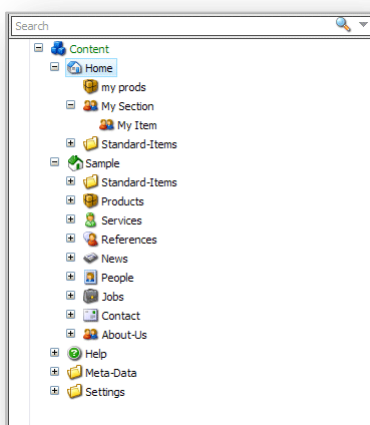 Search
Content
Home
my prods
My Section
My Item
Standard-Items
Sample
Standard-Items
Products
Services
References
News
People
Jobs
Contact
About-Us
Help
Meta-Data
Settings